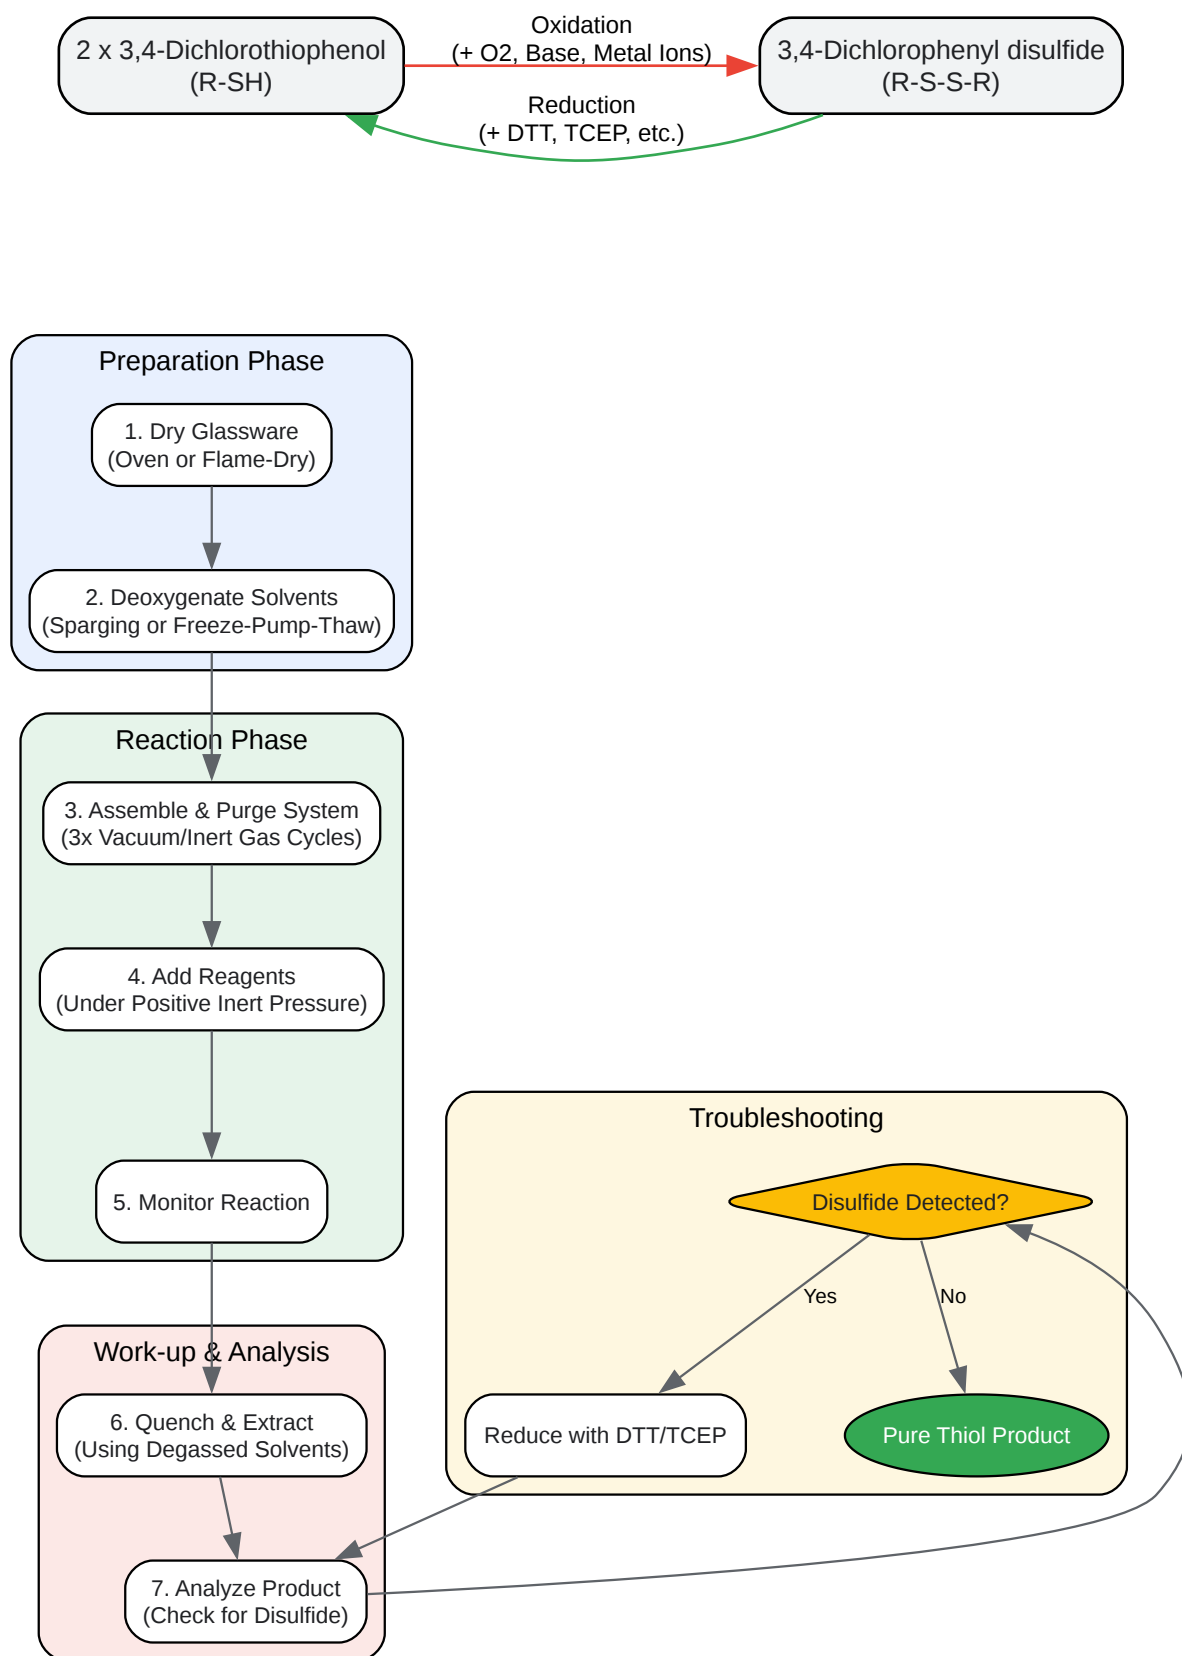 2 x 3,4-Dichlorothiophenol
(R-SH)
Oxidation
(+ O2, Base, Metal Ions)
3,4-Dichlorophenyl disulfide
(R-S-S-R)
Reduction
(+ DTT, TCEP, etc.)
Preparation Phase
1. Dry Glassware
(Oven or Flame-Dry)
2. Deoxygenate Solvents
(Sparging or Freeze-Pump-Thaw)
Reaction Phase
3. Assemble & Purge System
(3x Vacuum/Inert Gas Cycles)
4. Add Reagents
(Under Positive Inert Pressure)
5. Monitor Reaction
Work-up & Analysis
6. Quench & Extract
(Using Degassed Solvents)
7. Analyze Product
(Check for Disulfide)
Troubleshooting
Disulfide Detected?
Yes
No
Reduce with DTT/TCEP
Pure Thiol Product